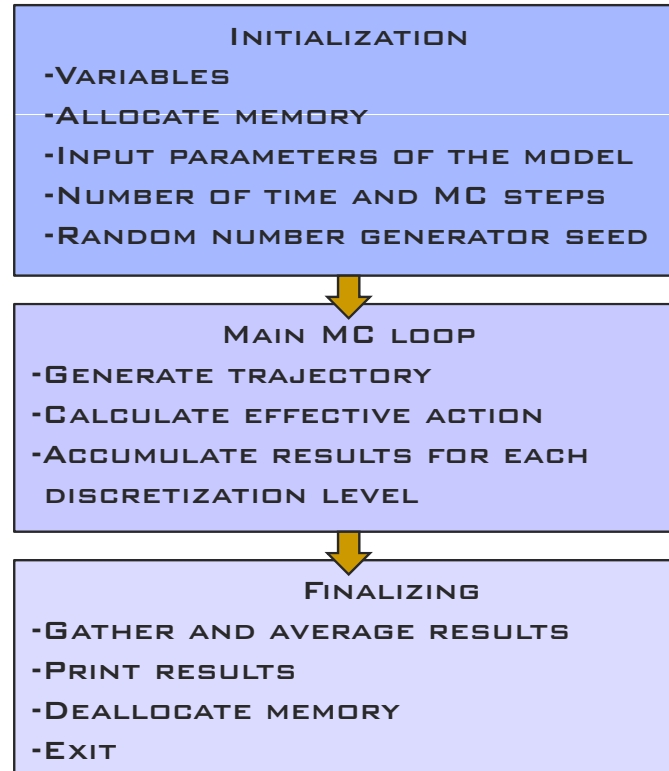 Initialization
-Variables
-Allocate memory
-Input parameters of the model
-Number of time and MC steps
-Random number generator seed
Main MC loop
-Generate trajectory
-Calculate effective action
-Accumulate results for each
discretization level
Finalizing
-Gather and average results
-Print results
-Deallocate memory
-Exit